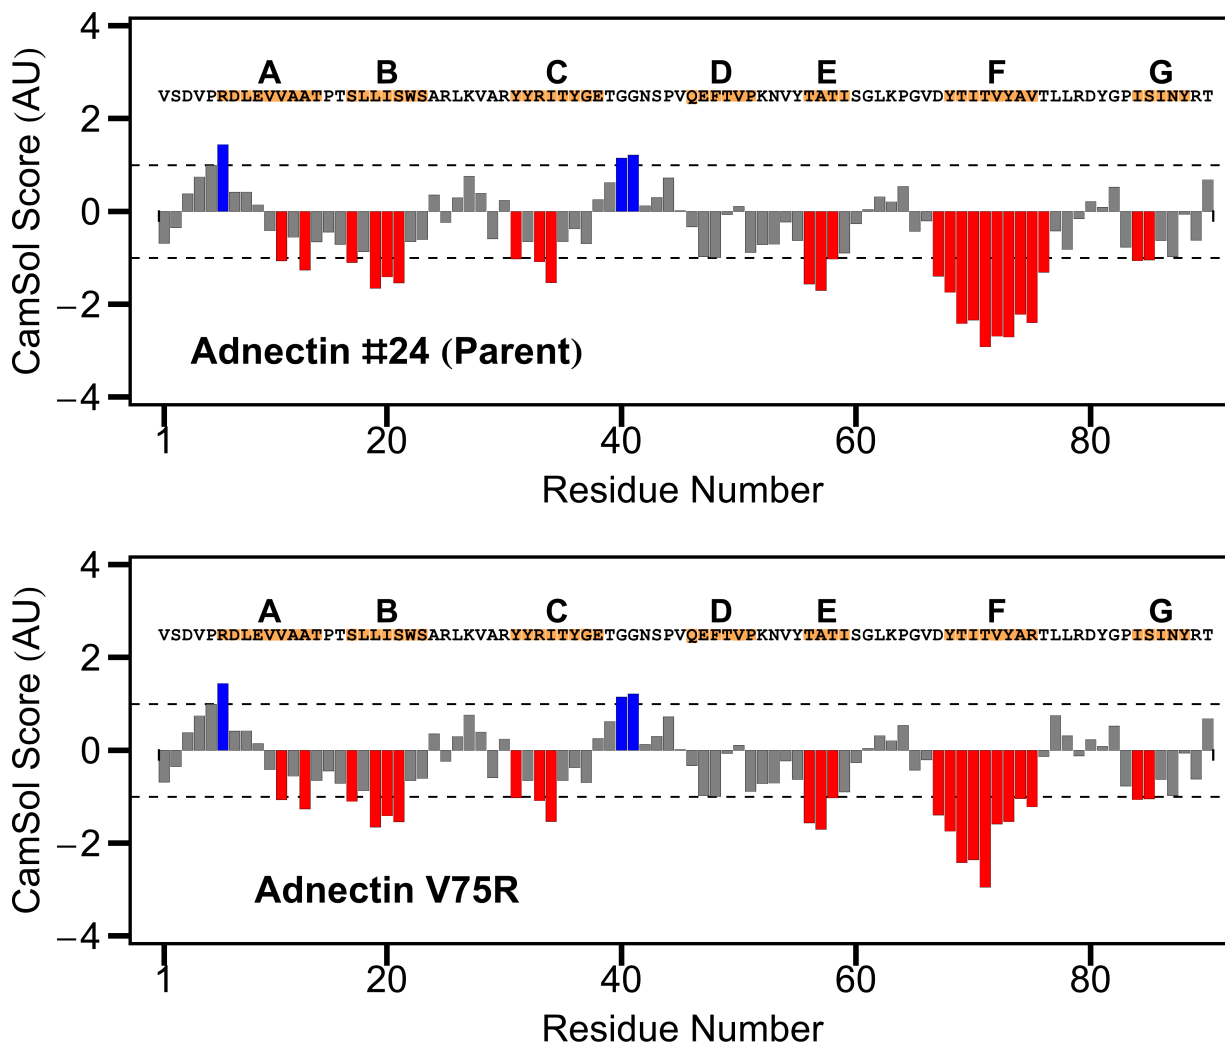 4
2
0
−2
−4
CamSol Score (AU)
A B C D E F G
VSDVPRDLEVVAATPTSLLISWSARLKVARYYRITYGETGGNSPVQEFTVPKNVYTATISGLKPGVDYTITVYAVTLLRDYGPISINYRT
Adnectin #24 (Parent)
1 20 40 60 80
Residue Number
4
2
0
−2
−4
CamSol Score (AU)
A B C D E F G
VSDVPRDLEVVAATPTSLLISWSARLKVARYYRITYGETGGNSPVQEFTVPKNVYTATISGLKPGVDYTITVYARTLLRDYGPISINYRT
Adnectin V75R
1 20 40 60 80
Residue Number